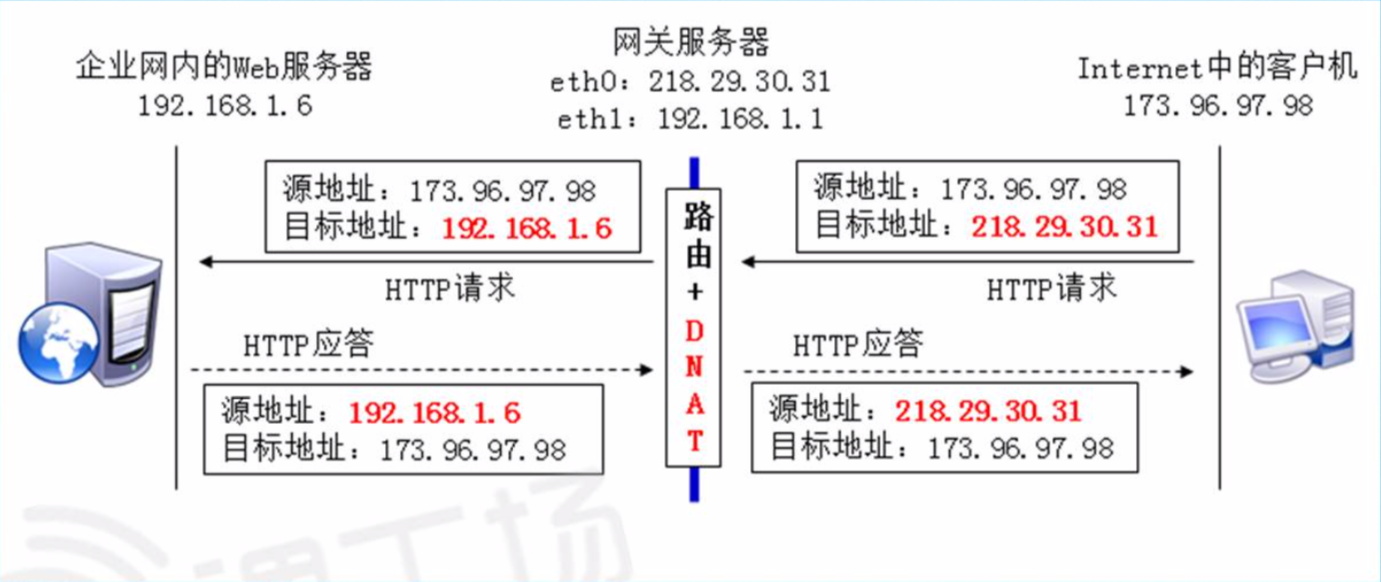 企业网内的Web服务器
192.168.1.6
网关服务器
eth0：218.29.30.31
eth1：192.168.1.1
Internet中的客户机
173.96.97.98
源地址：173.96.97.98
目标地址：192.168.1.6
HTTP请求
源地址：173.96.97.98
目标地址：218.29.30.31
HTTP请求
路由+DNAT
HTTP应答
源地址：192.168.1.6
目标地址：173.96.97.98
HTTP应答
源地址：218.29.30.31
目标地址：173.96.97.98